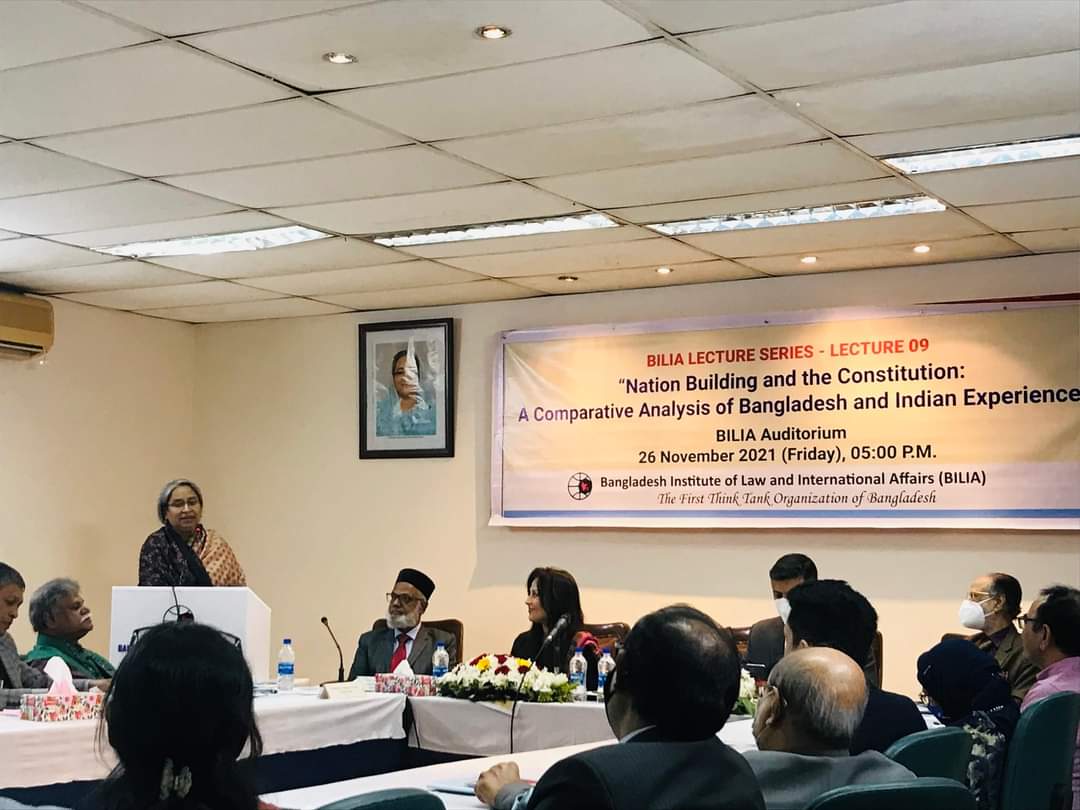 BILIA LECTURE SERIES - LECTURE 09
“Nation Building and the Constitution:
A Comparative Analysis of Bangladesh and Indian Experience
BILIA Auditorium
26 November 2021 (Friday), 05:00 P.M.
Bangladesh Institute of Law and International Affairs (BILIA)
The First Think Tank Organization of Bangladesh